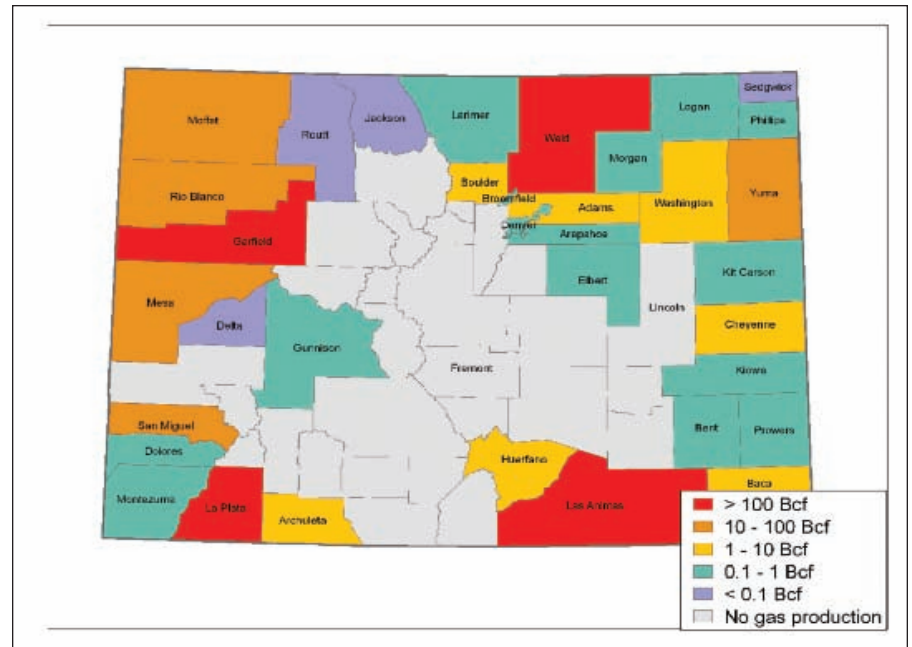 Moffat
Routt
Jackson
Larimer
Weld
Logan
Sedgwick
Phillips
Morgan
Rio Blanco
Boulder
Broomfield
Adams
Washington
Yuma
Denver
Arapahoe
Garfield
Elbert
Kit Carson
Mesa
Delta
Lincoln
Gunnison
Cheyenne
Fremont
Kiowa
San Miguel
Bent
Prowers
Dolores
Huerfano
Montezuma
La Plata
Archuleta
Las Animas
Baca
> 100 Bcf
10 - 100 Bcf
1 - 10 Bcf
0.1 - 1 Bcf
< 0.1 Bcf
No gas production